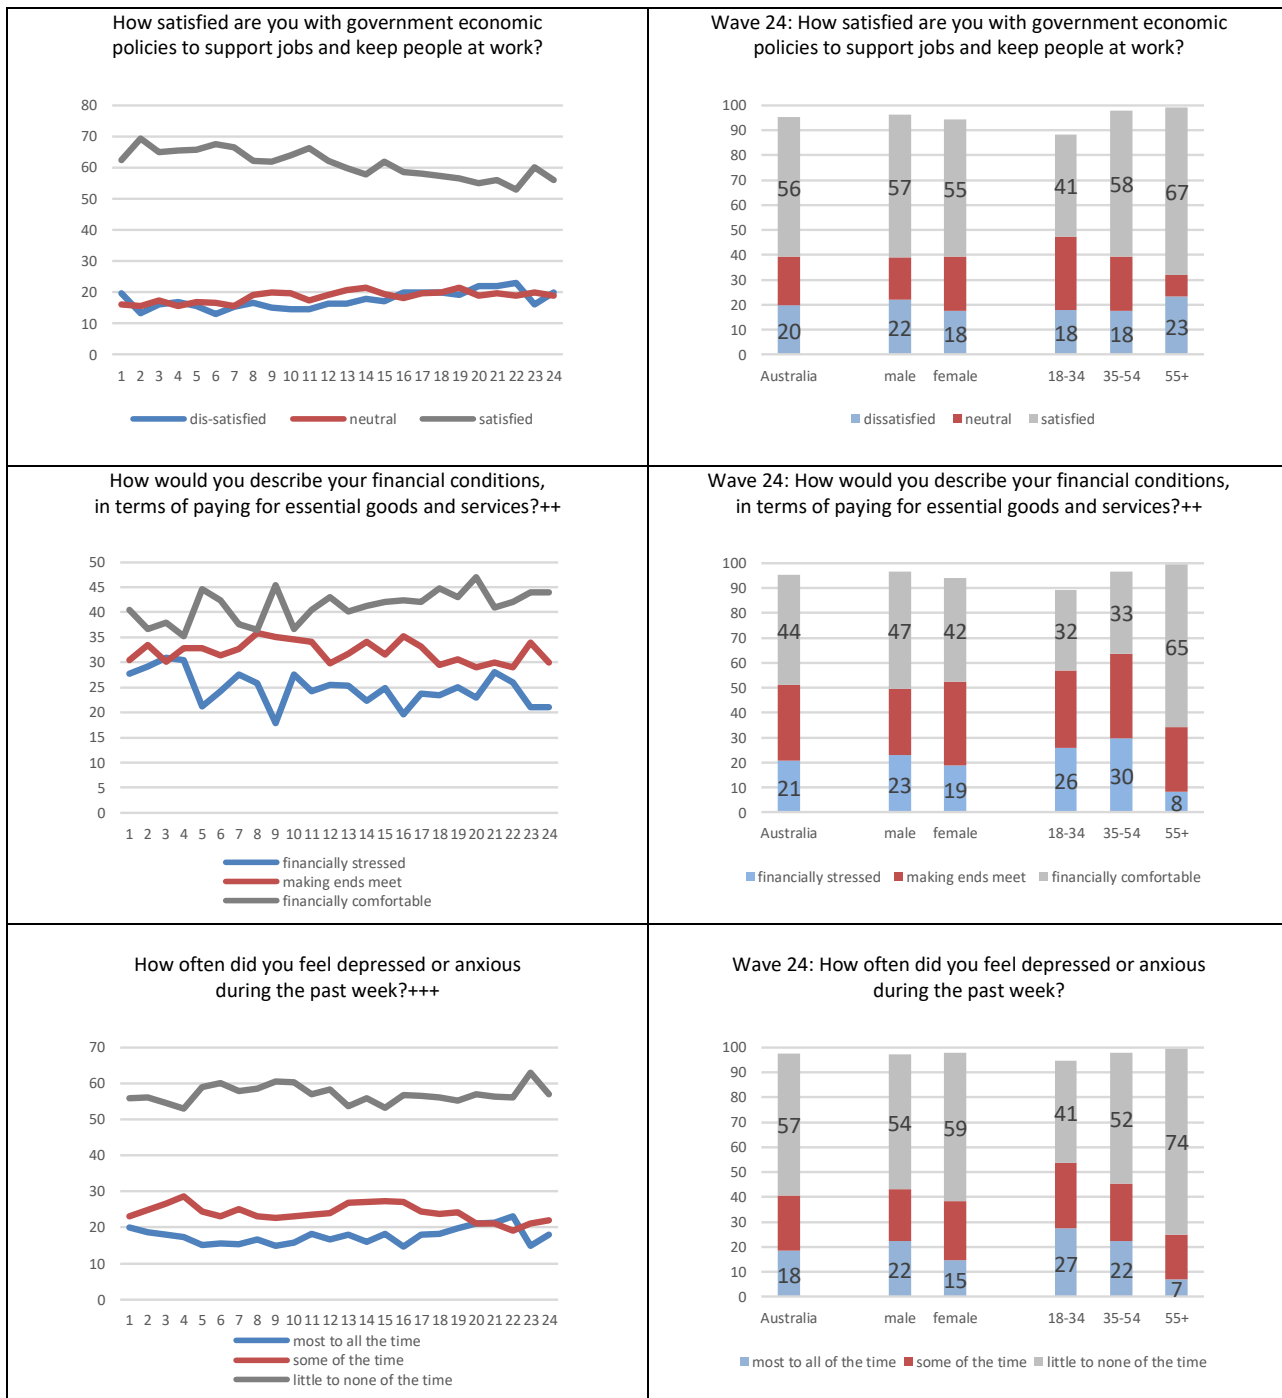 How satisfied are you with government economic
policies to support jobs and keep people at work?
80
70
60
50
40
30
20
10
0
1 2 3 4 5 6 7 8 9 10 11 12 13 14 15 16 17 18 19 20 21 22 23 24
dis-satisfied neutral satisfied
Wave 24: How satisfied are you with government economic
policies to support jobs and keep people at work?
100
90
80
70
60
50
40
30
20
10
0
56 57 55 41 58 67
20 22 18 18 18 23
Australia male female 18-34 35-54 55+
dissatisfied neutral satisfied
How would you describe your financial conditions,
in terms of paying for essential goods and services?++
50
45
40
35
30
25
20
15
10
5
0
1 2 3 4 5 6 7 8 9 10 11 12 13 14 15 16 17 18 19 20 21 22 23 24
financially stressed
making ends meet
financially comfortable
Wave 24: How would you describe your financial conditions,
in terms of paying for essential goods and services?++
100
90
80
70
60
50
40
30
20
10
0
44 47 42 32 33 65
21 23 19 26 30 8
Australia male female 18-34 35-54 55+
financially stressed making ends meet financially comfortable
How often did you feel depressed or anxious
during the past week?+++
70
60
50
40
30
20
10
0
1 2 3 4 5 6 7 8 9 10 11 12 13 14 15 16 17 18 19 20 21 22 23 24
most to all the time
some of the time
little to none of the time
Wave 24: How often did you feel depressed or anxious
during the past week?
100
90
80
70
60
50
40
30
20
10
0
57 54 59 41 52 74
18 22 15 27 22 7
Australia male female 18-34 35-54 55+
most to all of the time some of the time little to none of the time